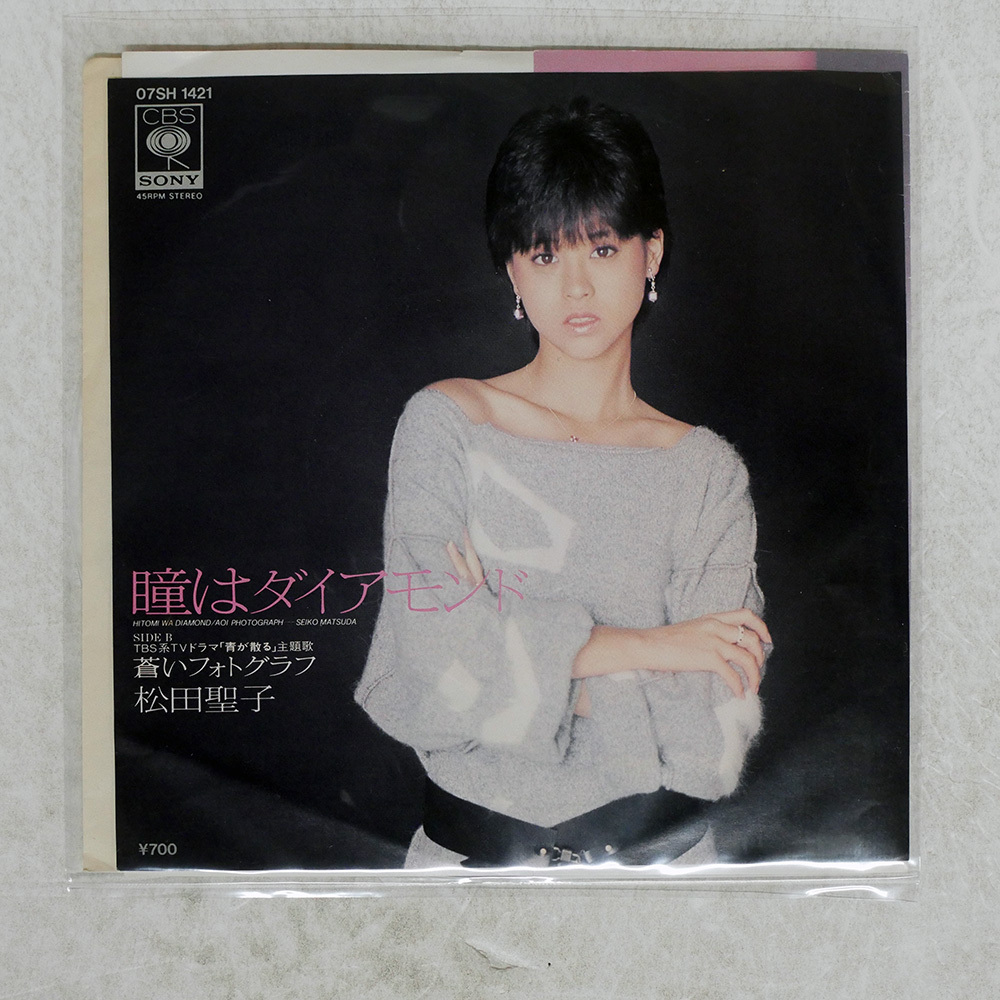 07SH 1421
CBS
SONY
45RPM STEREO
瞳はダイアモンド
HITOMI WA DIAMOND/AOI PHOTOGRAPH — SEIKO MATSUDA
SIDE B
TBS系TVドラマ「青が散る」主題歌
蒼いフォトグラフ
松田聖子
¥700